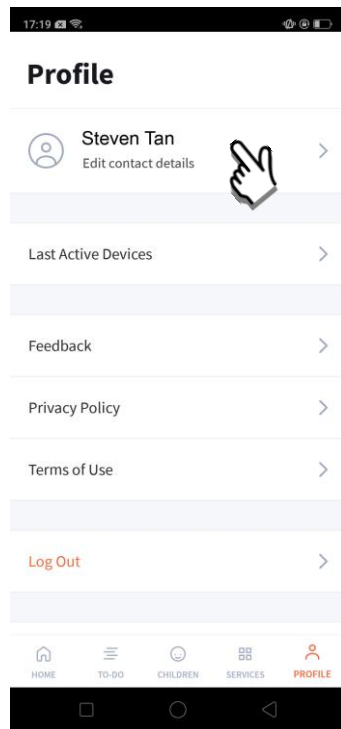 17:19
Profile
Steven Tan
Edit contact details
Last Active Devices
Feedback
Privacy Policy
Terms of Use
Log Out
HOME TO-DO CHILDREN SERVICES PROFILE